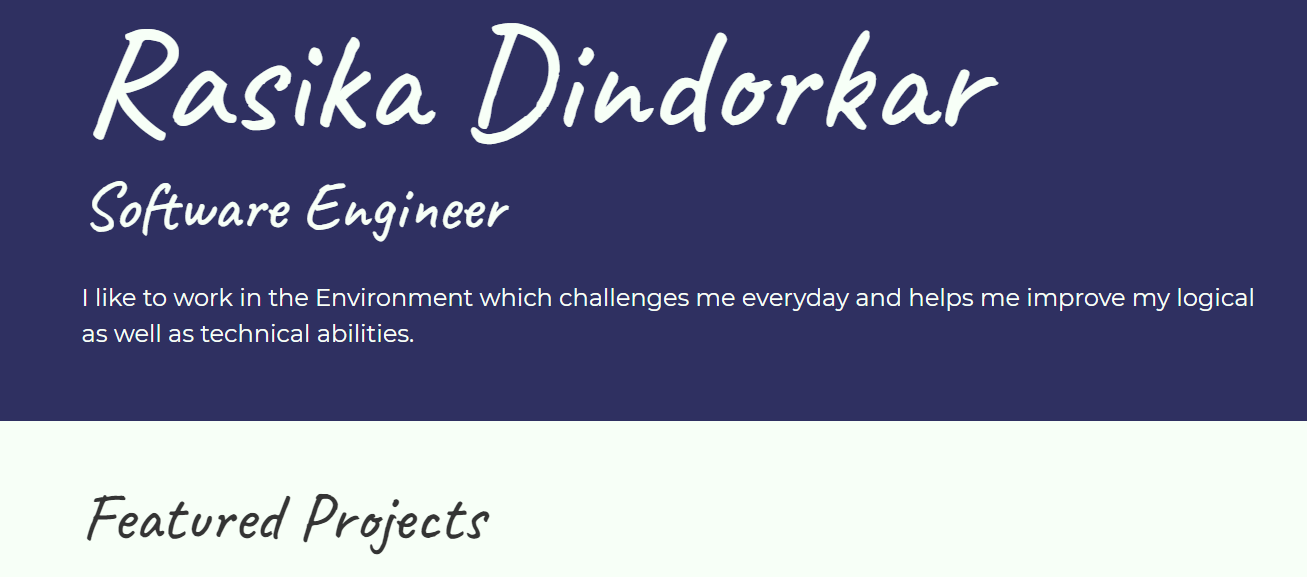 Rasika Dindorkar
Software Engineer
I like to work in the Environment which challenges me everyday and helps me improve my logical
as well as technical abilities.
Featured Projects